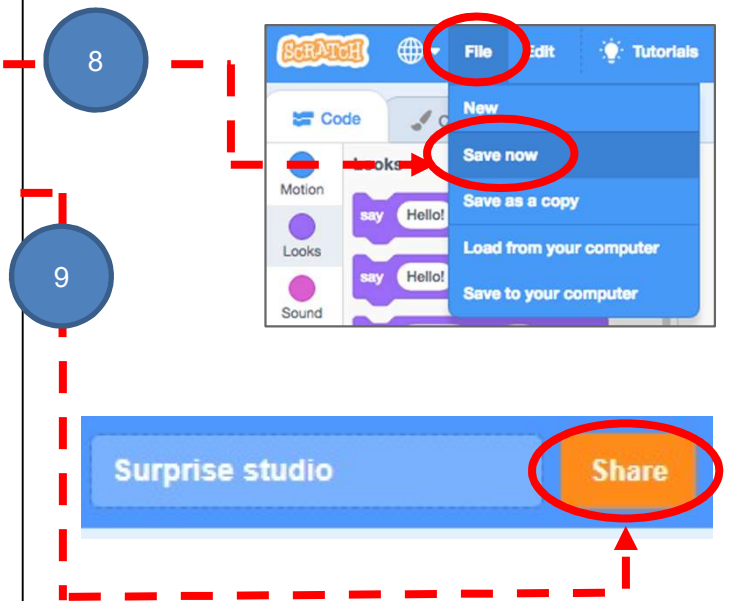 8
SCRATCH File Edit Tutorials
Code
New
Looks
Save now
Motion
say Hello!
Save as a copy
Looks
Load from your computer
say Hello!
Save to your computer
Sound
9
Surprise studio Share